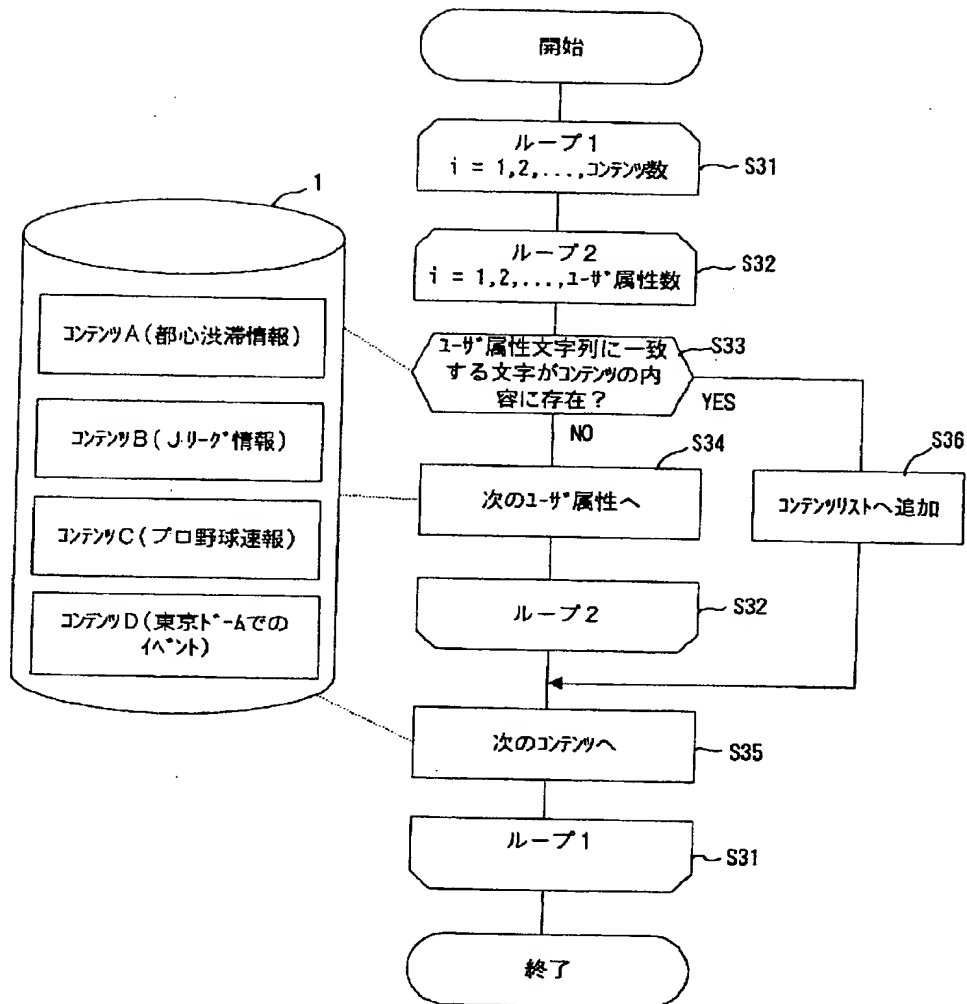 開始
ループ1
i = 1,2,...,コンテンツ数
S31
1
ループ2
i = 1,2,...,ユーザ属性数
S32
コンテンツA(都心渋滞情報)
ユーザ属性文字列に一致
する文字がコンテンツの内
容に存在?
S33
YES
NO
コンテンツB(Jリーグ情報)
次のユーザ属性へ
S34
コンテンツリストへ追加
S36
コンテンツC(プロ野球速報)
ループ2
S32
コンテンツD(東京ドームでの
イベント)
次のコンテンツへ
S35
ループ1
S31
終了